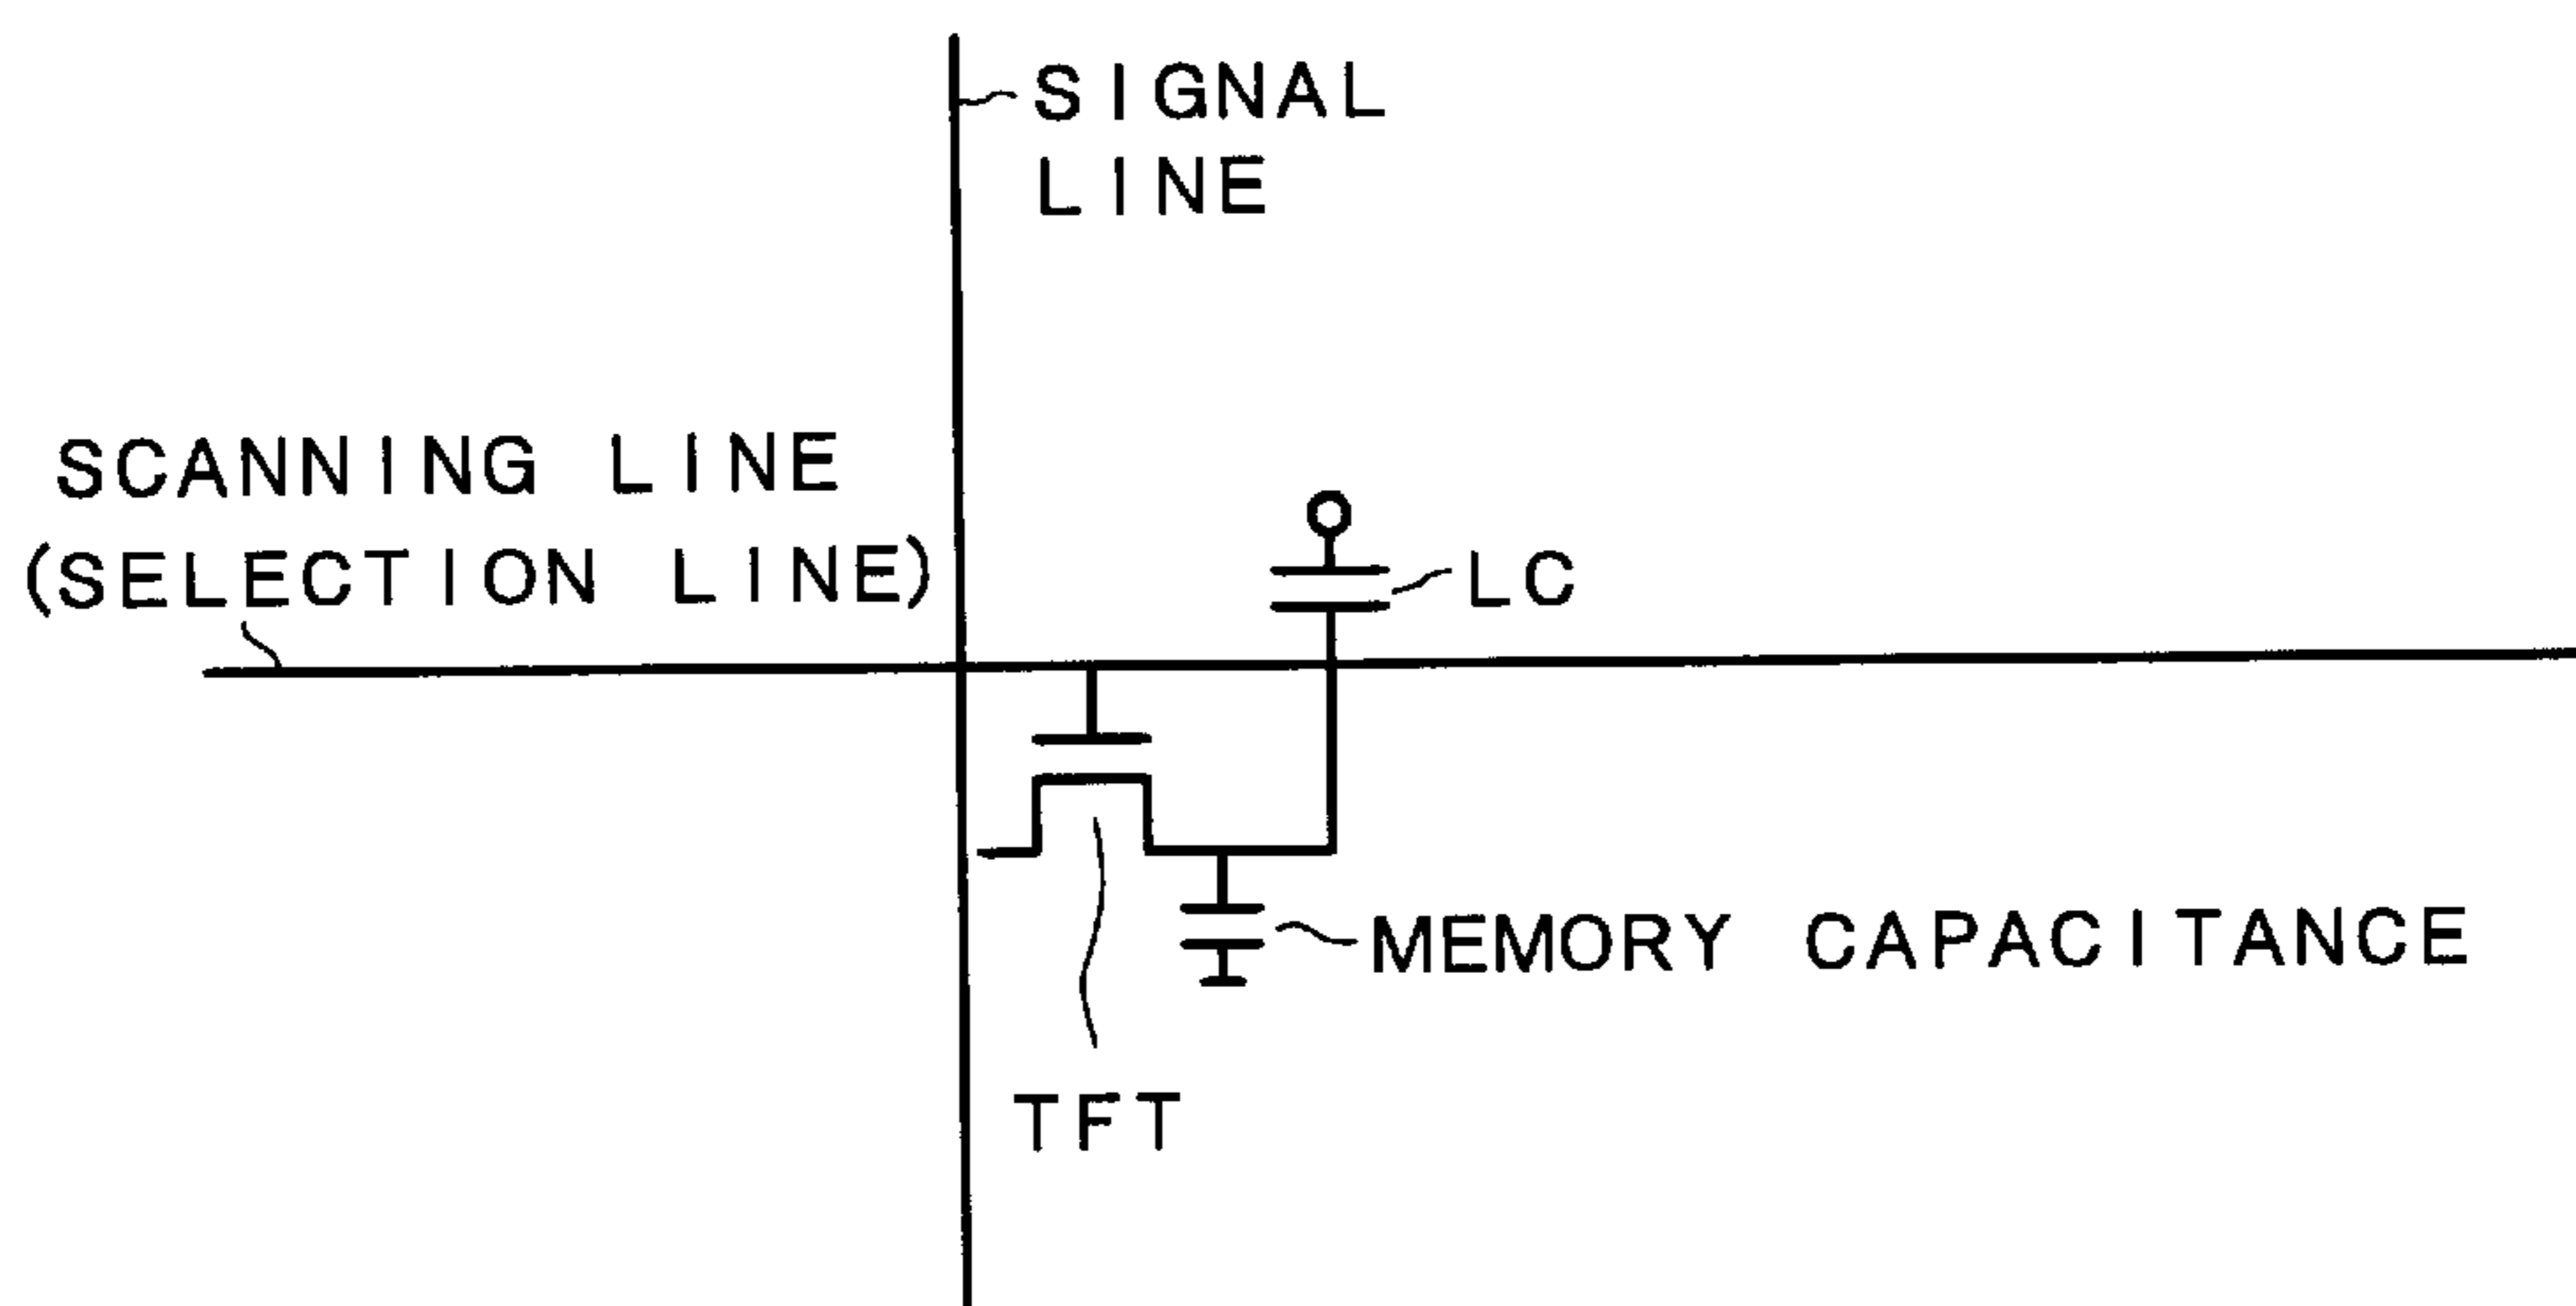 SIGNAL
LINE
SCANNING LINE
(SELECTION LINE)
LC
MEMORY CAPACITANCE
TFT